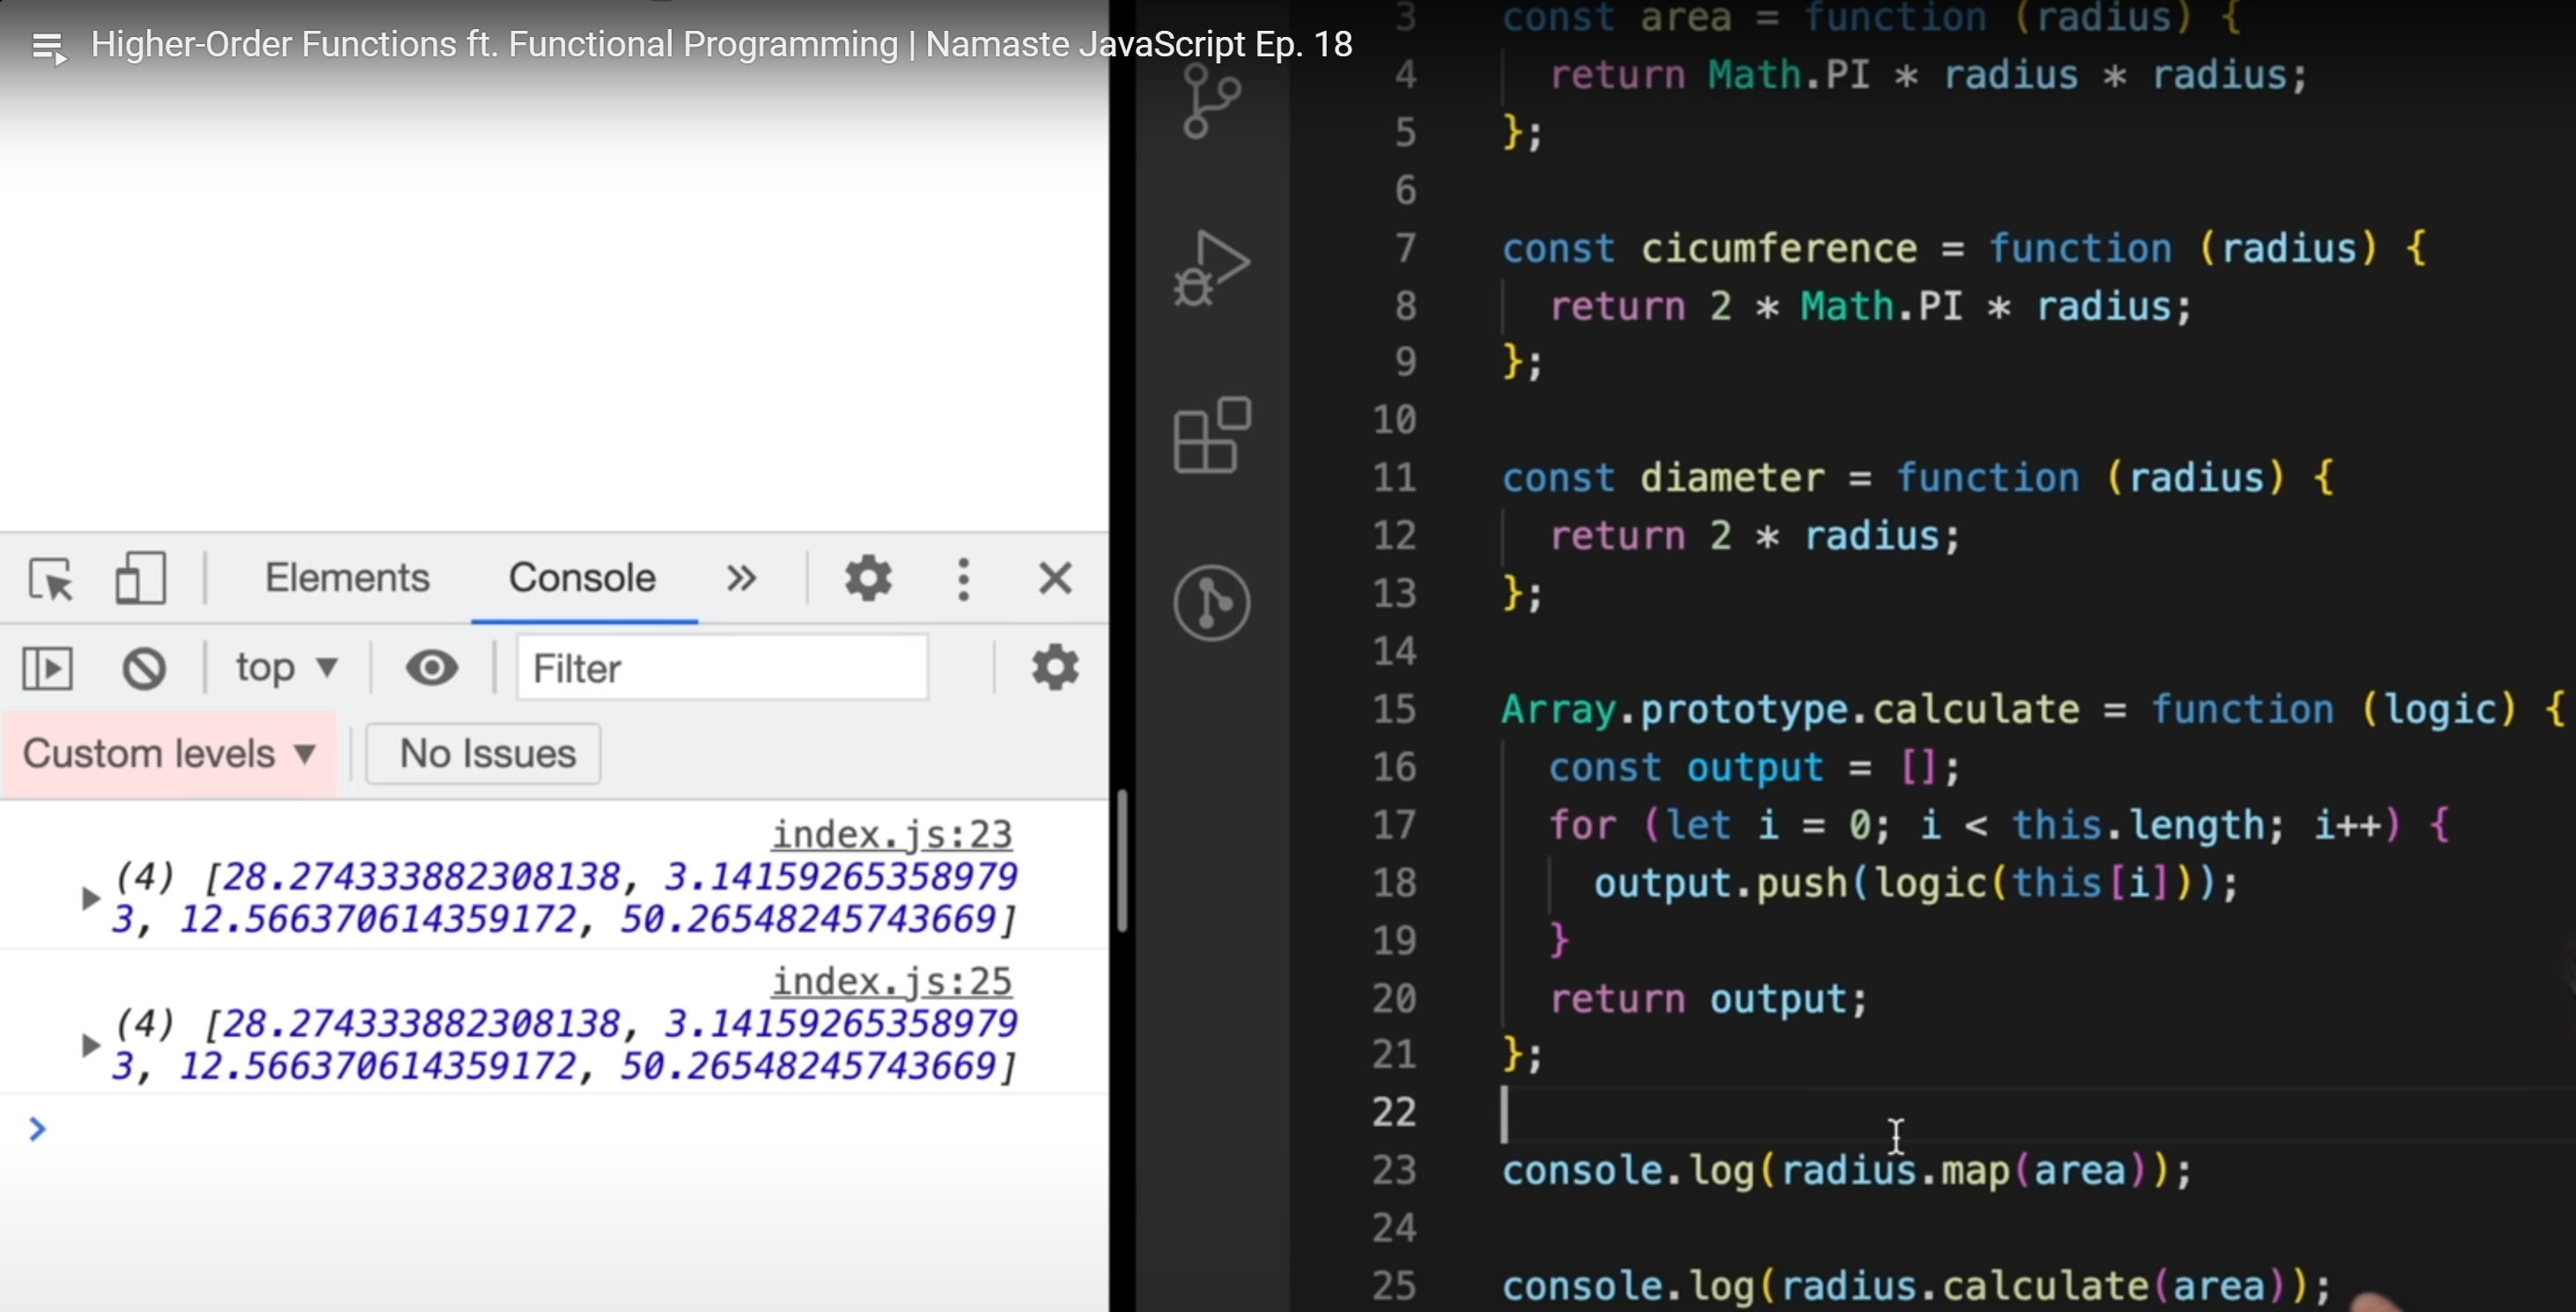 Higher-Order Functions ft. Functional Programming | Namaste JavaScript Ep. 18
Elements
Console
top
Filter
Custom levels
No Issues
index.js:23
(4) [28.274333882308138, 3.14159265358979
3, 12.566370614359172, 50.26548245743669]
index.js:25
(4) [28.274333882308138, 3.14159265358979
3, 12.566370614359172, 50.26548245743669]
3 const area = function (radius) {
4 return Math.PI * radius * radius;
5 };
6
7 const cicumference = function (radius) {
8 return 2 * Math.PI * radius;
9 };
10
11 const diameter = function (radius) {
12 return 2 * radius;
13 };
14
15 Array.prototype.calculate = function (logic) {
16 const output = [];
17 for (let i = 0; i < this.length; i++) {
18 output.push(logic(this[i]));
19 }
20 return output;
21 };
22
23 console.log(radius.map(area));
24
25 console.log(radius.calculate(area));